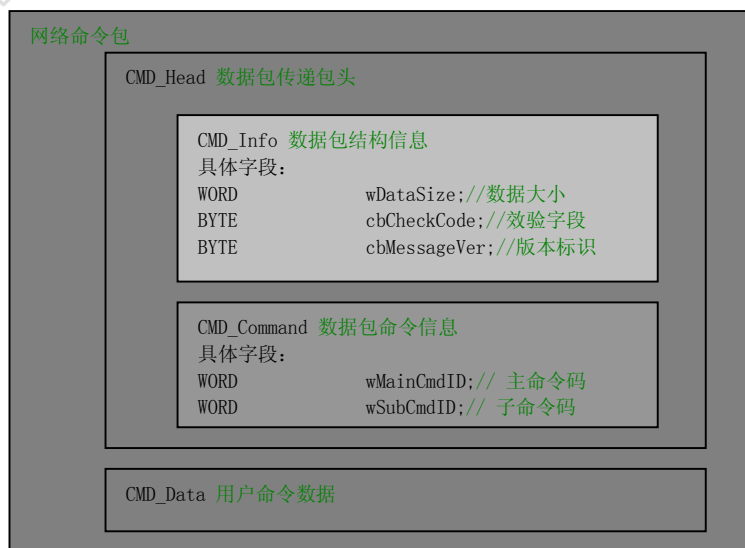 网络命令包
CMD_Head 数据包传递包头
CMD_Info 数据包结构信息
具体字段：
WORD wDataSize;//数据大小
BYTE cbCheckCode;//效验字段
BYTE cbMessageVer;//版本标识
CMD_Command 数据包命令信息
具体字段：
WORD wMainCmdID;// 主命令码
WORD wSubCmdID;// 子命令码
CMD_Data 用户命令数据